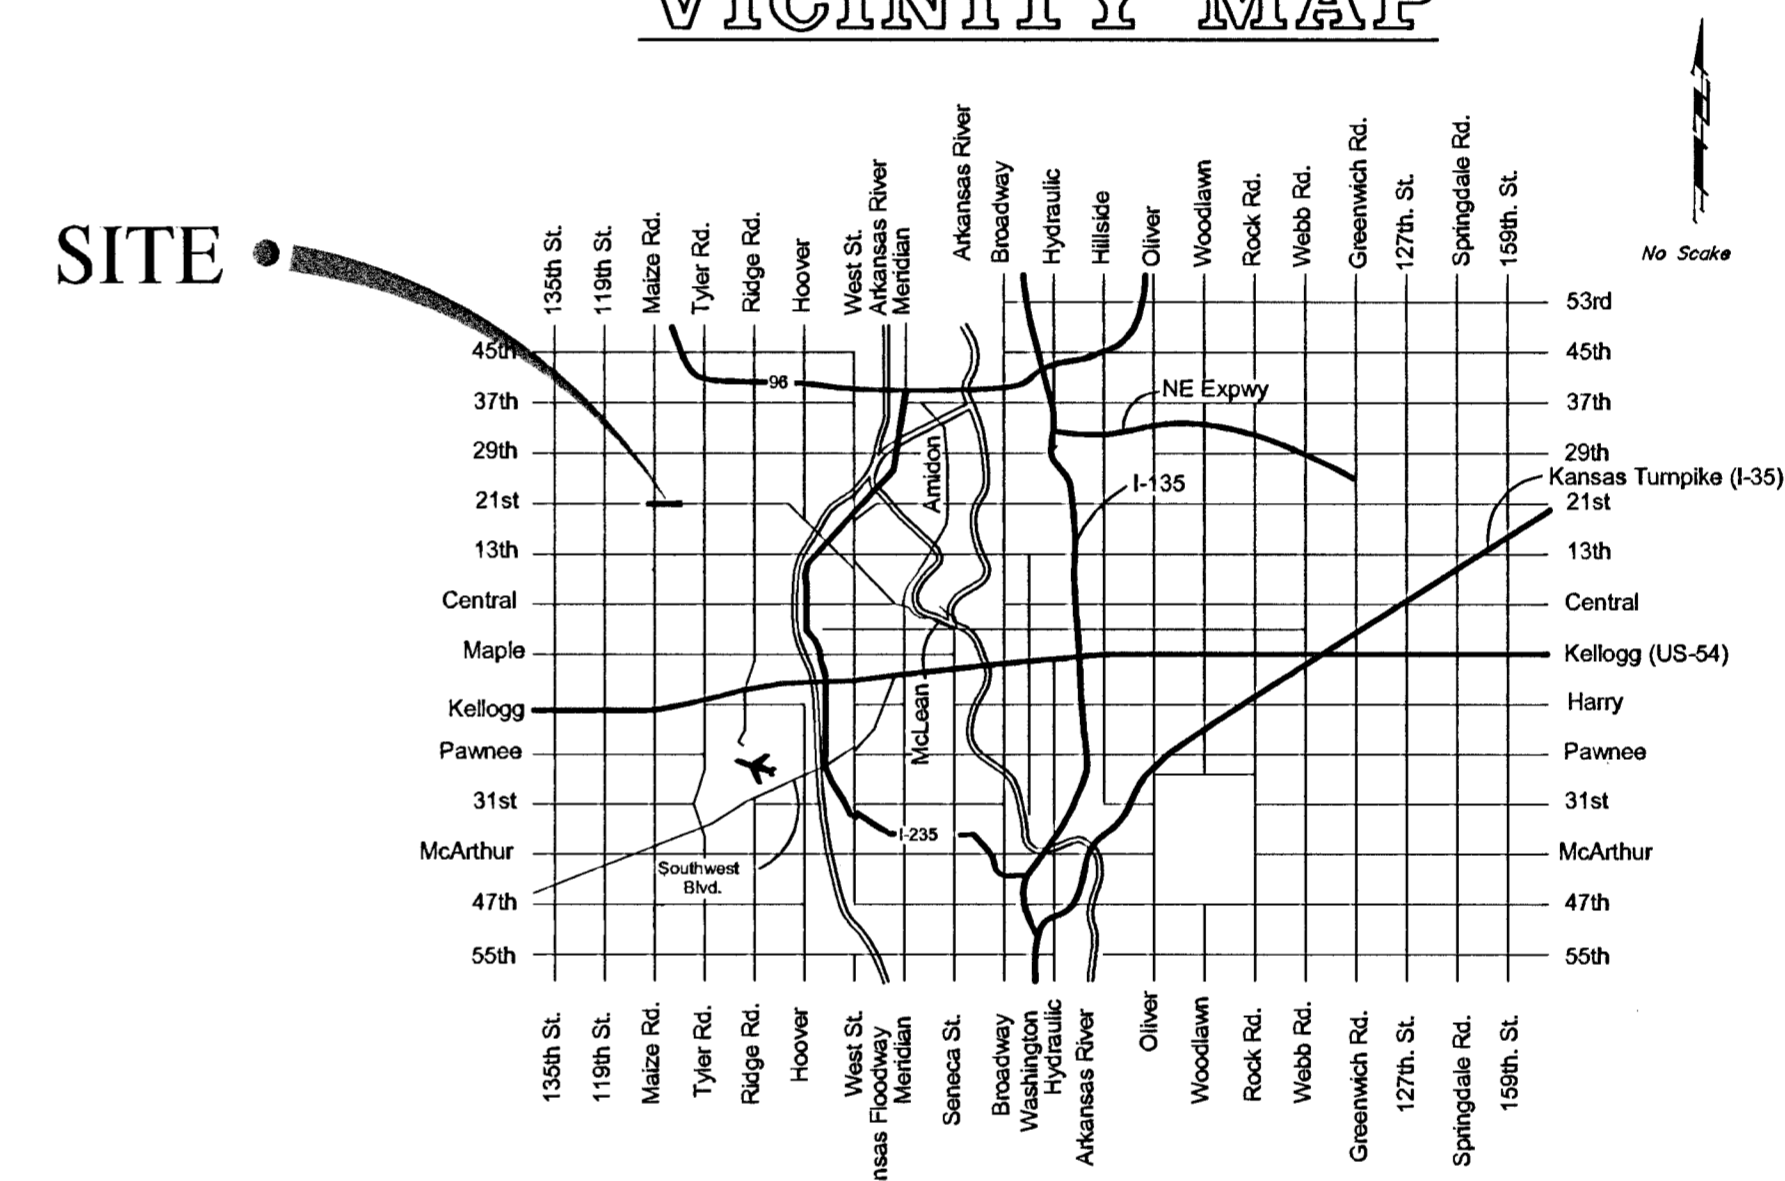 VICINITY MAP
No Scake
SITE
135th St.
119th St.
Maize Rd.
Tyler Rd.
Ridge Rd.
Hoover
West St.
Arkansas River
Meridian
Arkansas River
Broadway
Hydraulic
Hillside
Oliver
Woodlawn
Rock Rd.
Webb Rd.
Greenwich Rd.
127th. St.
Springdale Rd.
159th. St.
45th
37th
29th
21st
13th
Central
Maple
Kellogg
Pawnee
31st
McArthur
47th
55th
96
NE Expwy
Amidon
I-135
McLean
I-235
Southwest
Blvd.
53rd
45th
37th
29th
Kansas Turnpike (I-35)
21st
13th
Central
Kellogg (US-54)
Harry
Pawnee
31st
McArthur
47th
55th
135th St.
119th St.
Maize Rd.
Tyler Rd.
Ridge Rd.
Hoover
West St.
nsas Floodway
Meridian
Seneca St.
Broadway
Washington
Hydraulic
Arkansas River
Oliver
Woodlawn
Rock Rd.
Webb Rd.
Greenwich Rd.
127th. St.
Springdale Rd.
159th. St.